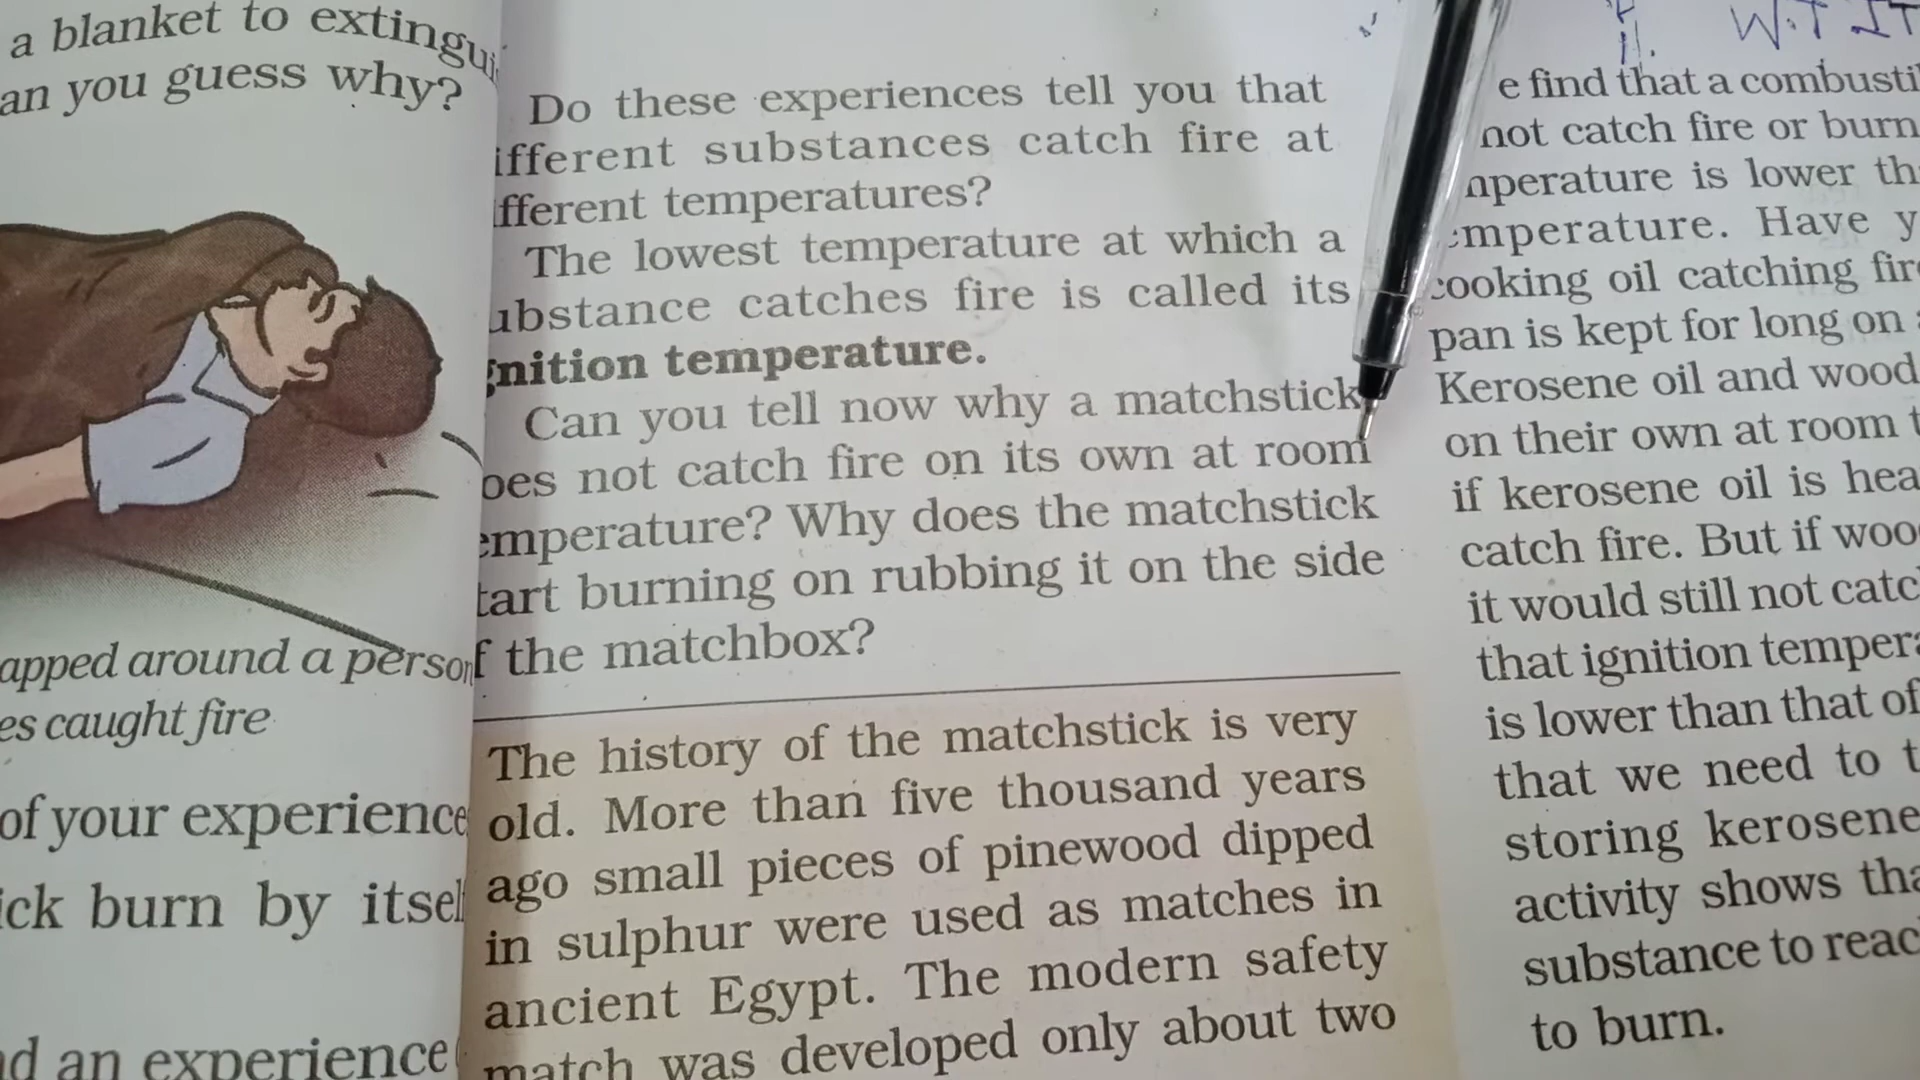 a blanket to extingui
an you guess why?
apped around a person
es caught fire
of your experience
ick burn by itsel
d an experience
Do these experiences tell you that
ifferent substances catch fire at
fferent temperatures?
The lowest temperature at which a
ubstance catches fire is called its
gnition temperature.
Can you tell now why a matchstick
oes not catch fire on its own at room
emperature? Why does the matchstick
tart burning on rubbing it on the side
f the matchbox?
The history of the matchstick is very
old. More than five thousand years
ago small pieces of pinewood dipped
in sulphur were used as matches in
ancient Egypt. The modern safety
match was developed only about two
W.T IT
e find that a combusti
not catch fire or burn
mperature is lower th
emperature. Have y
cooking oil catching fire
pan is kept for long on
Kerosene oil and wood
on their own at room t
if kerosene oil is hea
catch fire. But if woo
it would still not catc
that ignition tempera
is lower than that of
that we need to t
storing kerosene
activity shows tha
substance to reac
to burn.